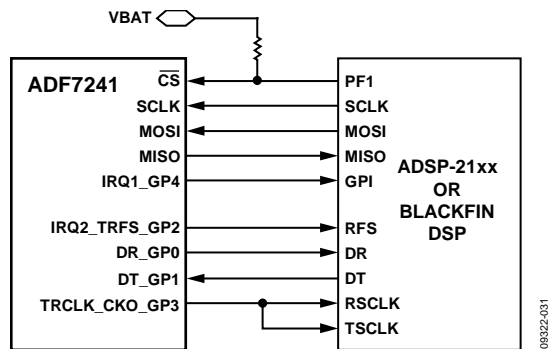 VBAT
ADF7241
CS
SCLK
MOSI
MISO
IRQ1_GP4
IRQ2_TRFS_GP2
DR_GP0
DT_GP1
TRCLK_CKO_GP3
PF1
SCLK
MOSI
MISO
GPI
RFS
DR
DT
RSCLK
TSCLK
ADSP-21xx
OR
BLACKFIN
DSP
09322-031